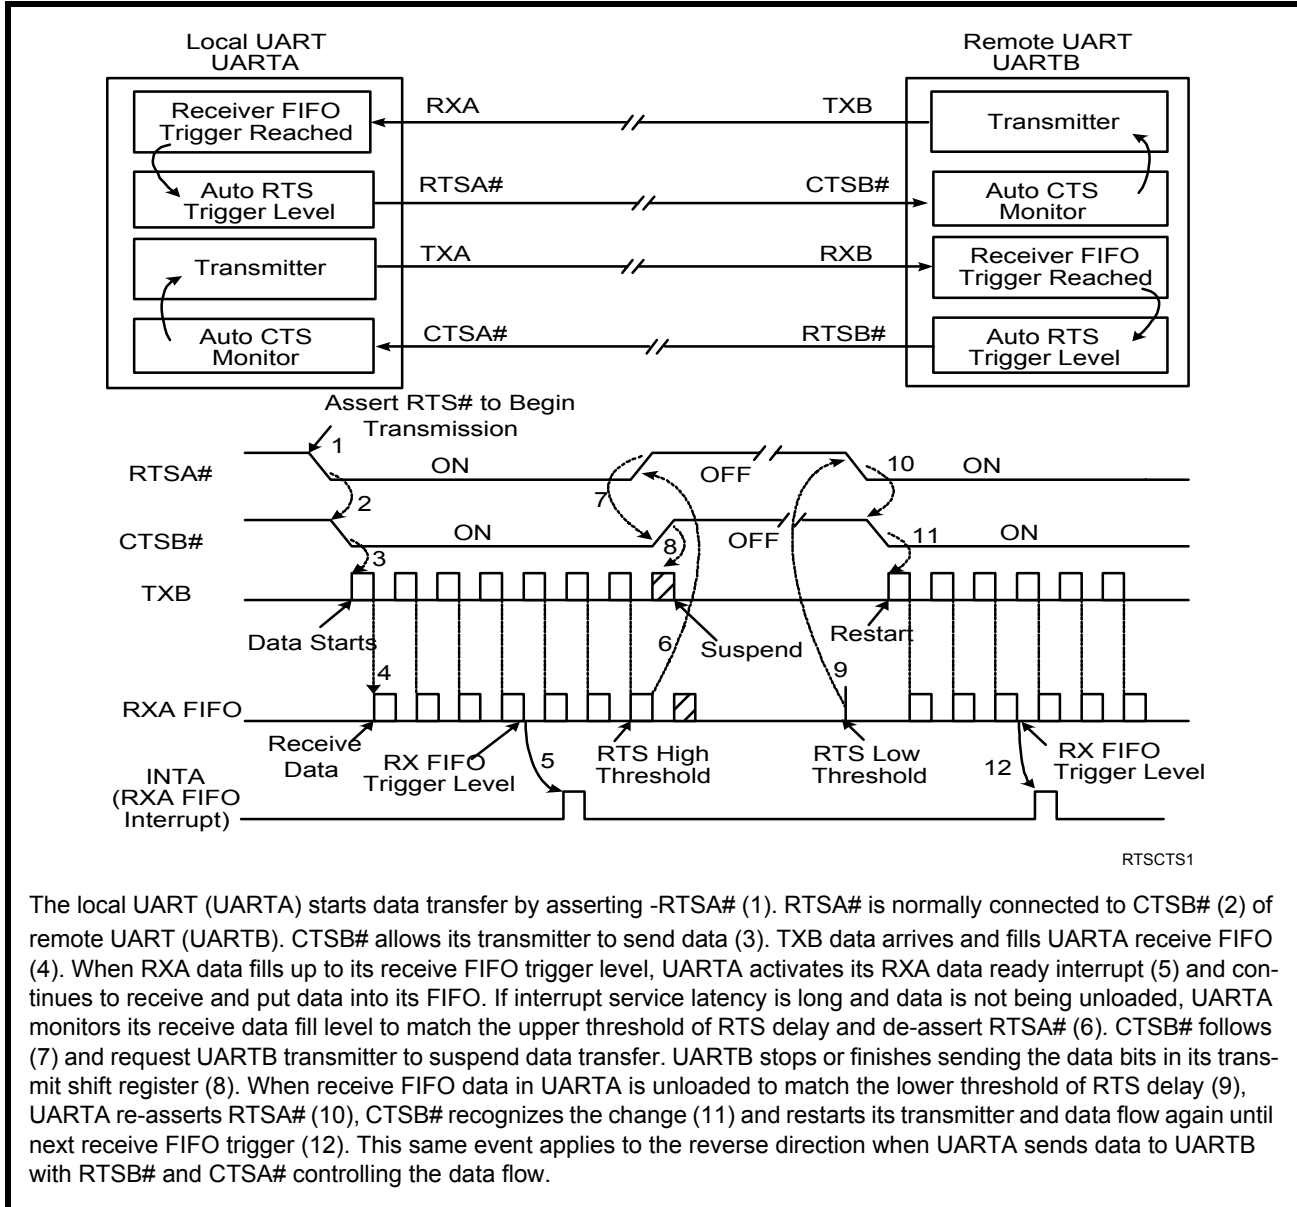 Local UART
UARTA
Remote UART
UARTB
Receiver FIFO
Trigger Reached
RXA
TXB
Transmitter
Auto RTS
Trigger Level
RTSA#
CTSB#
Auto CTS
Monitor
Transmitter
TXA
RXB
Receiver FIFO
Trigger Reached
Auto CTS
Monitor
CTSA#
RTSB#
Auto RTS
Trigger Level
Assert RTS# to Begin
Transmission
1
RTSA#
ON
OFF
10
ON
2
7
CTSB#
ON
8
OFF
11
ON
3
TXB
Data Starts
6
Suspend
Restart
4
9
RXA FIFO
Receive
Data
RX FIFO
Trigger Level
5
RTS High
Threshold
RTS Low
Threshold
12
RX FIFO
Trigger Level
INTA
(RXA FIFO
Interrupt)
RTSCTS1
The local UART (UARTA) starts data transfer by asserting -RTSA# (1). RTSA# is normally connected to CTSB# (2) of
remote UART (UARTB). CTSB# allows its transmitter to send data (3). TXB data arrives and fills UARTA receive FIFO
(4). When RXA data fills up to its receive FIFO trigger level, UARTA activates its RXA data ready interrupt (5) and con-
tinues to receive and put data into its FIFO. If interrupt service latency is long and data is not being unloaded, UARTA
monitors its receive data fill level to match the upper threshold of RTS delay and de-assert RTSA# (6). CTSB# follows
(7) and request UARTB transmitter to suspend data transfer. UARTB stops or finishes sending the data bits in its trans-
mit shift register (8). When receive FIFO data in UARTA is unloaded to match the lower threshold of RTS delay (9),
UARTA re-asserts RTSA# (10), CTSB# recognizes the change (11) and restarts its transmitter and data flow again until
next receive FIFO trigger (12). This same event applies to the reverse direction when UARTA sends data to UARTB
with RTSB# and CTSA# controlling the data flow.